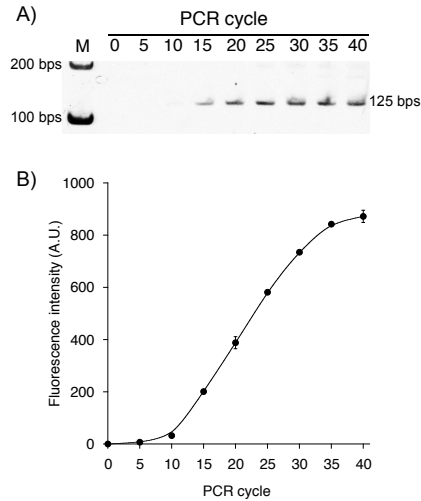 A)
PCR cycle
M 0 5 10 15 20 25 30 35 40
200 bps
125 bps
100 bps
B)
1000
800
600
400
200
0
Fluorescence intensity (A.U.)
0 5 10 15 20 25 30 35 40
PCR cycle